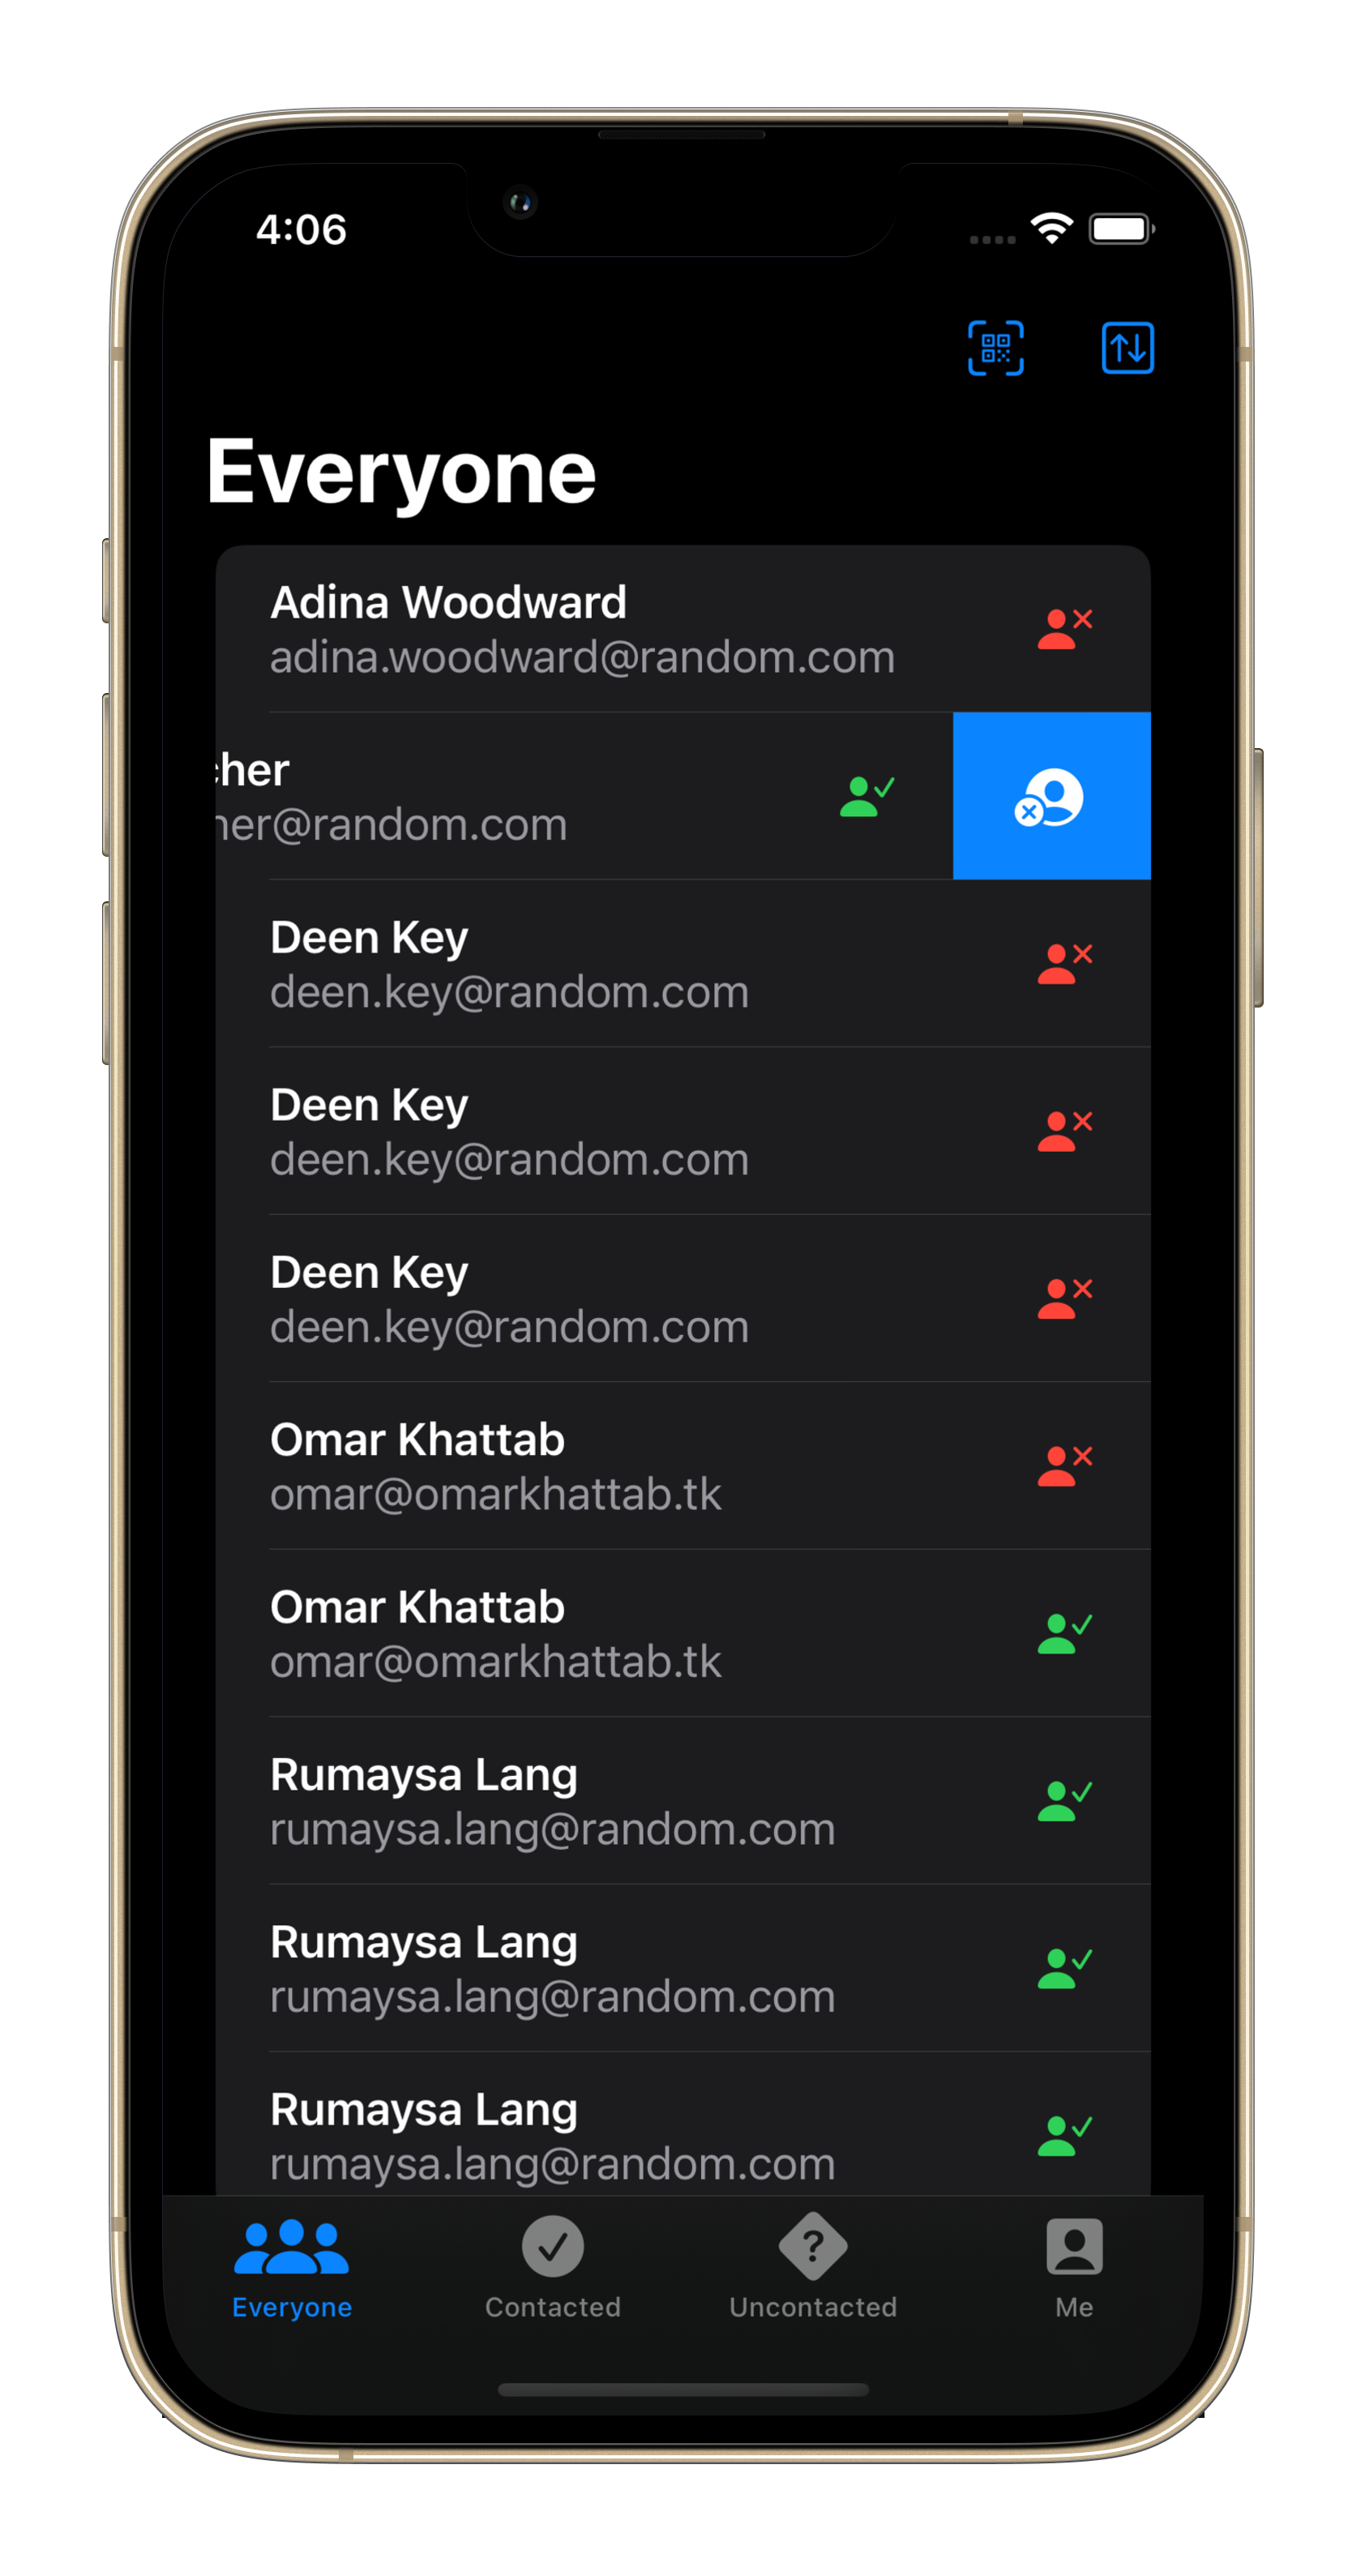 4:06
Everyone
Adina Woodward
adina.woodward@random.com
cher
her@random.com
Deen Key
deen.key@random.com
Deen Key
deen.key@random.com
Deen Key
deen.key@random.com
Omar Khattab
omar@omarkhattab.tk
Omar Khattab
omar@omarkhattab.tk
Rumaysa Lang
rumaysa.lang@random.com
Rumaysa Lang
rumaysa.lang@random.com
Rumaysa Lang
rumaysa.lang@random.com
Everyone Contacted Uncontacted Me